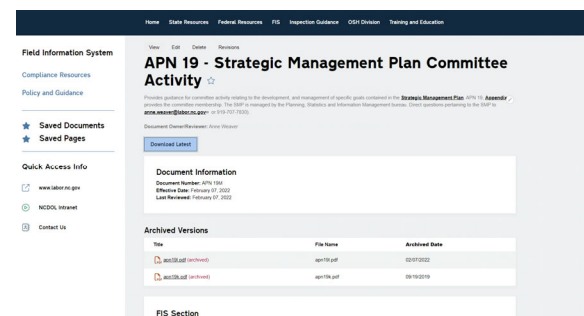 Home State Resources Federal Resources FIS Inspection Guidance OSH Division Training and Education
Field Information System
Compliance Resources
Policy and Guidance
Saved Documents
Saved Pages
Quick Access Info
www.labor.nc.gov
NCDOL Intranet
Contact Us
View Edit Delete Revisions
APN 19 - Strategic Management Plan Committee
Activity
Provides guidance for committee activity relating to the development, and management of specific goals contained in the Strategic Management Plan. APN 19, Appendix
provides the committee membership. The SMP is managed by the Planning, Statistics and Information Management bureau. Direct questions pertaining to the SMP is
anne.weaver@labor.nc.gov or 919-707-7830)
Document Owner/Reviewer: Anne Weaver
Download Latest
Document Information
Document Number: APN 19M
Effective Date: February 07, 2022
Last Reviewed: February 07, 2022
Archived Versions
Title File Name Archived Date
apn19l.pdf (archived) apn19l.pdf 02/07/2022
apn19k.pdf (archived) apn19k.pdf 09/19/2019
FIS Section